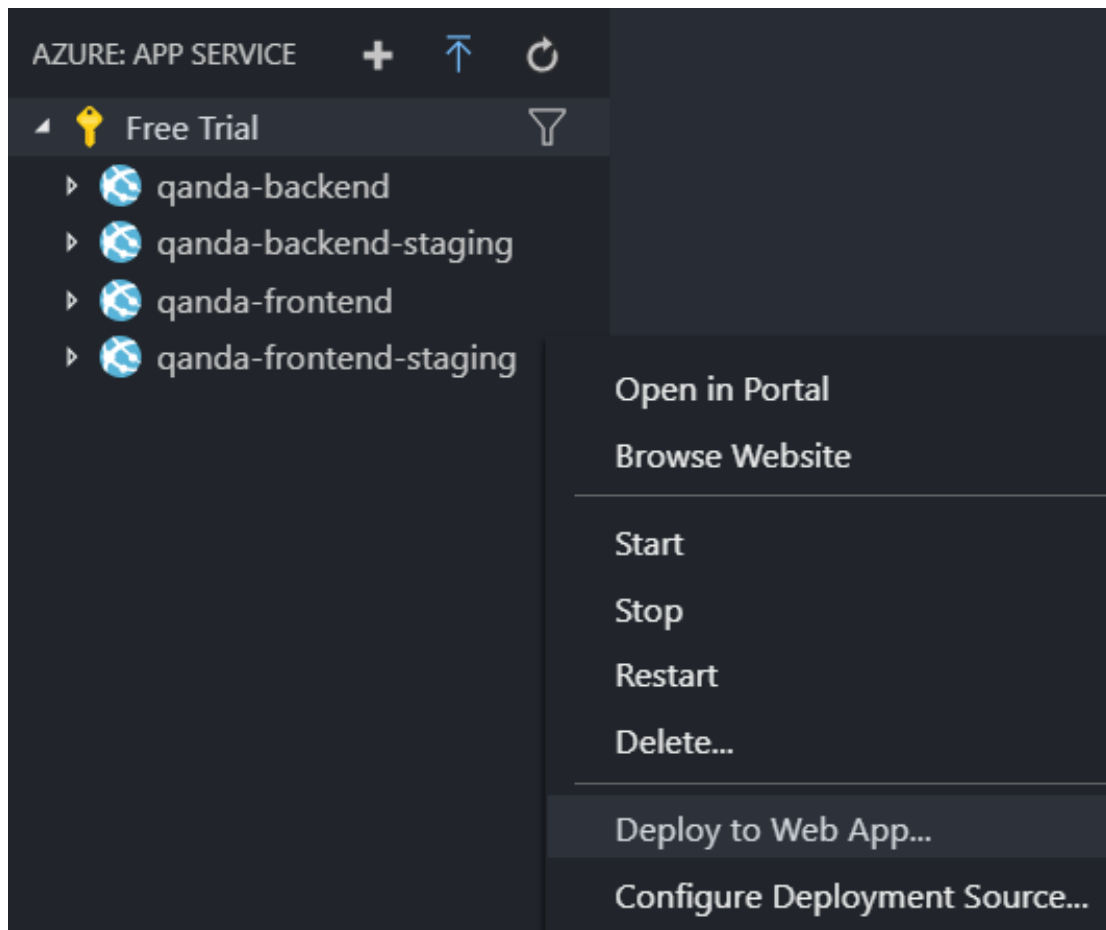 AZURE: APP SERVICE
Free Trial
qanda-backend
qanda-backend-staging
qanda-frontend
qanda-frontend-staging
Open in Portal
Browse Website
Start
Stop
Restart
Delete...
Deploy to Web App...
Configure Deployment Source...